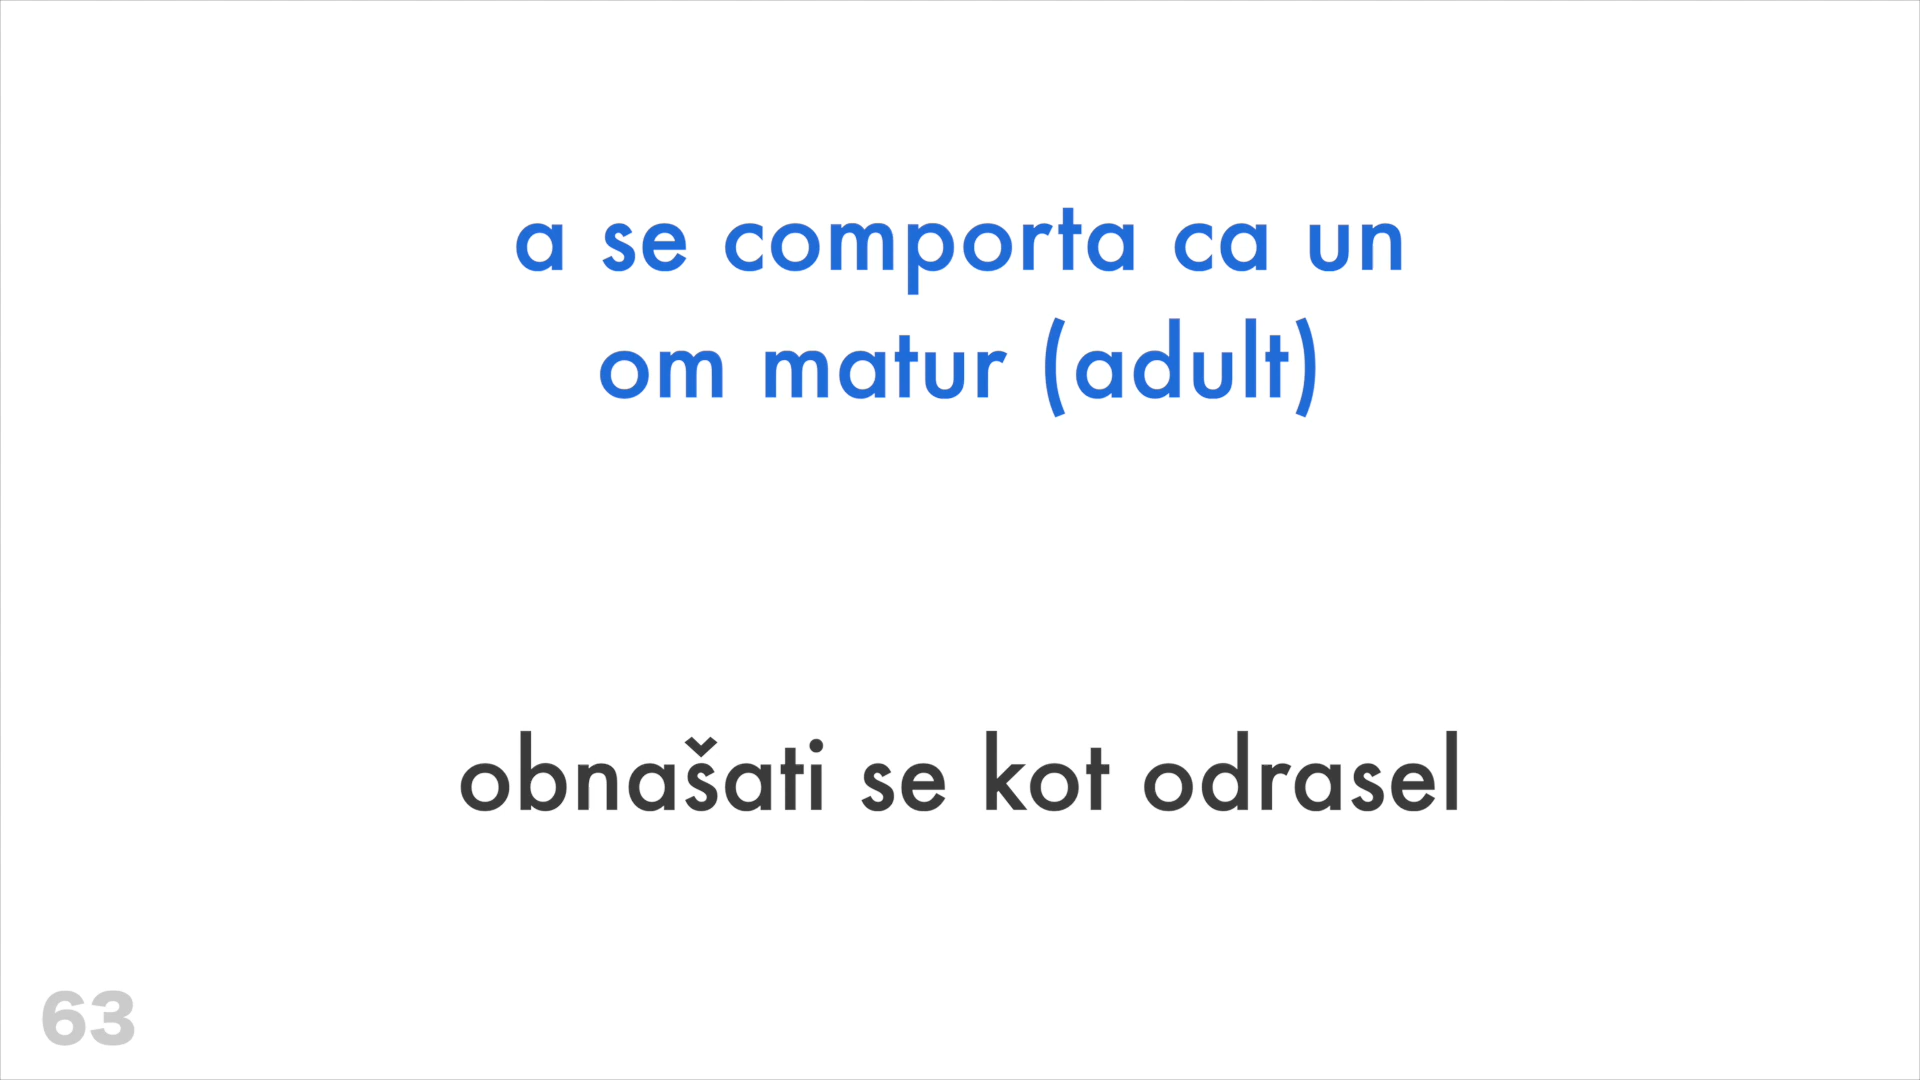 a se comporta ca un
om matur (adult)
obnašati se kot odrasel
63